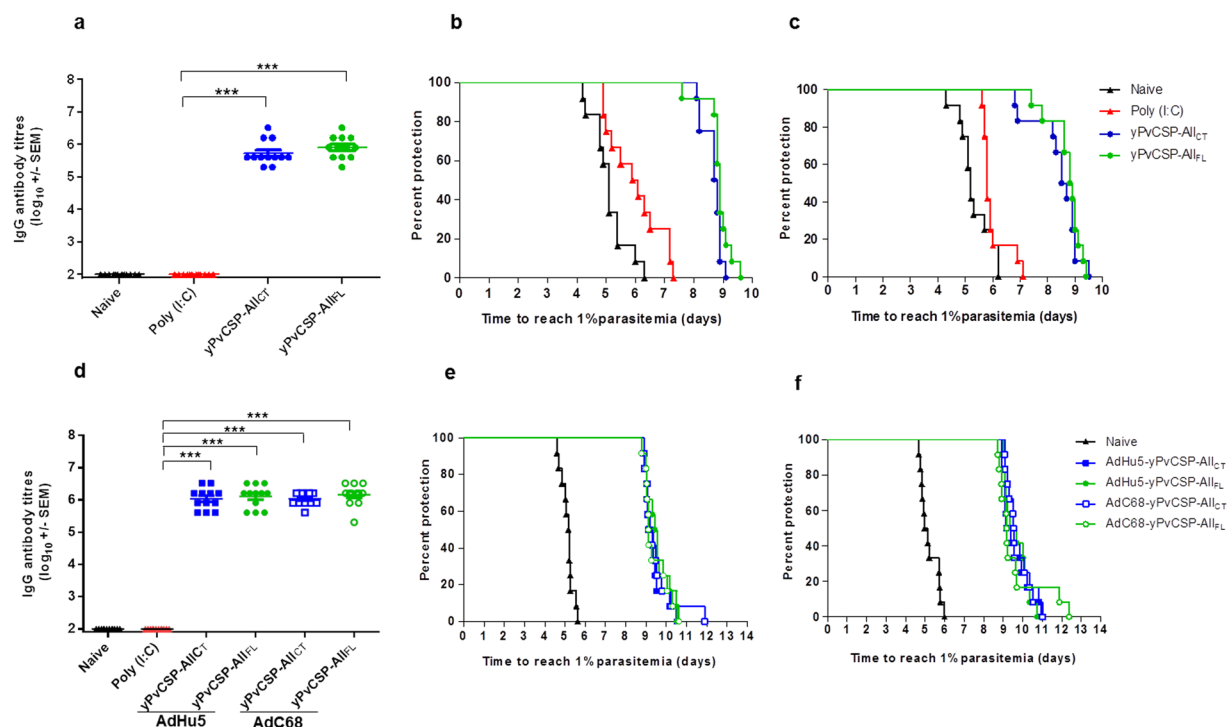 a
IgG antibody titres
(log10 +/- SEM)
8
7
6
5
4
3
2
***
***
Naive
Poly (I:C)
yPvCSP-AllCT
yPvCSP-AllFL
b
Percent protection
100
80
60
40
20
0
0 1 2 3 4 5 6 7 8 9 10
Time to reach 1%parasitemia (days)
c
Percent protection
100
80
60
40
20
0
0 1 2 3 4 5 6 7 8 9 10
Time to reach 1%parasitemia (days)
Naive
Poly (I:C)
yPvCSP-AllCT
yPvCSP-AllFL
d
IgG antibody titres
(log10 +/- SEM)
8
7
6
5
4
3
2
***
***
***
***
Naive
Poly (I:C)
yPvCSP-AllCT
yPvCSP-AllFL
yPvCSP-AllCT
yPvCSP-AllFL
AdHu5
AdC68
e
Percent protection
100
80
60
40
20
0
0 1 2 3 4 5 6 7 8 9 10 11 12 13 14
Time to reach 1%parasitemia (days)
f
Percent protection
100
80
60
40
20
0
0 1 2 3 4 5 6 7 8 9 10 11 12 13 14
Time to reach 1%parasitemia (days)
Naive
AdHu5-yPvCSP-AllCT
AdHu5-yPvCSP-AllFL
AdC68-yPvCSP-AllCT
AdC68-yPvCSP-AllFL